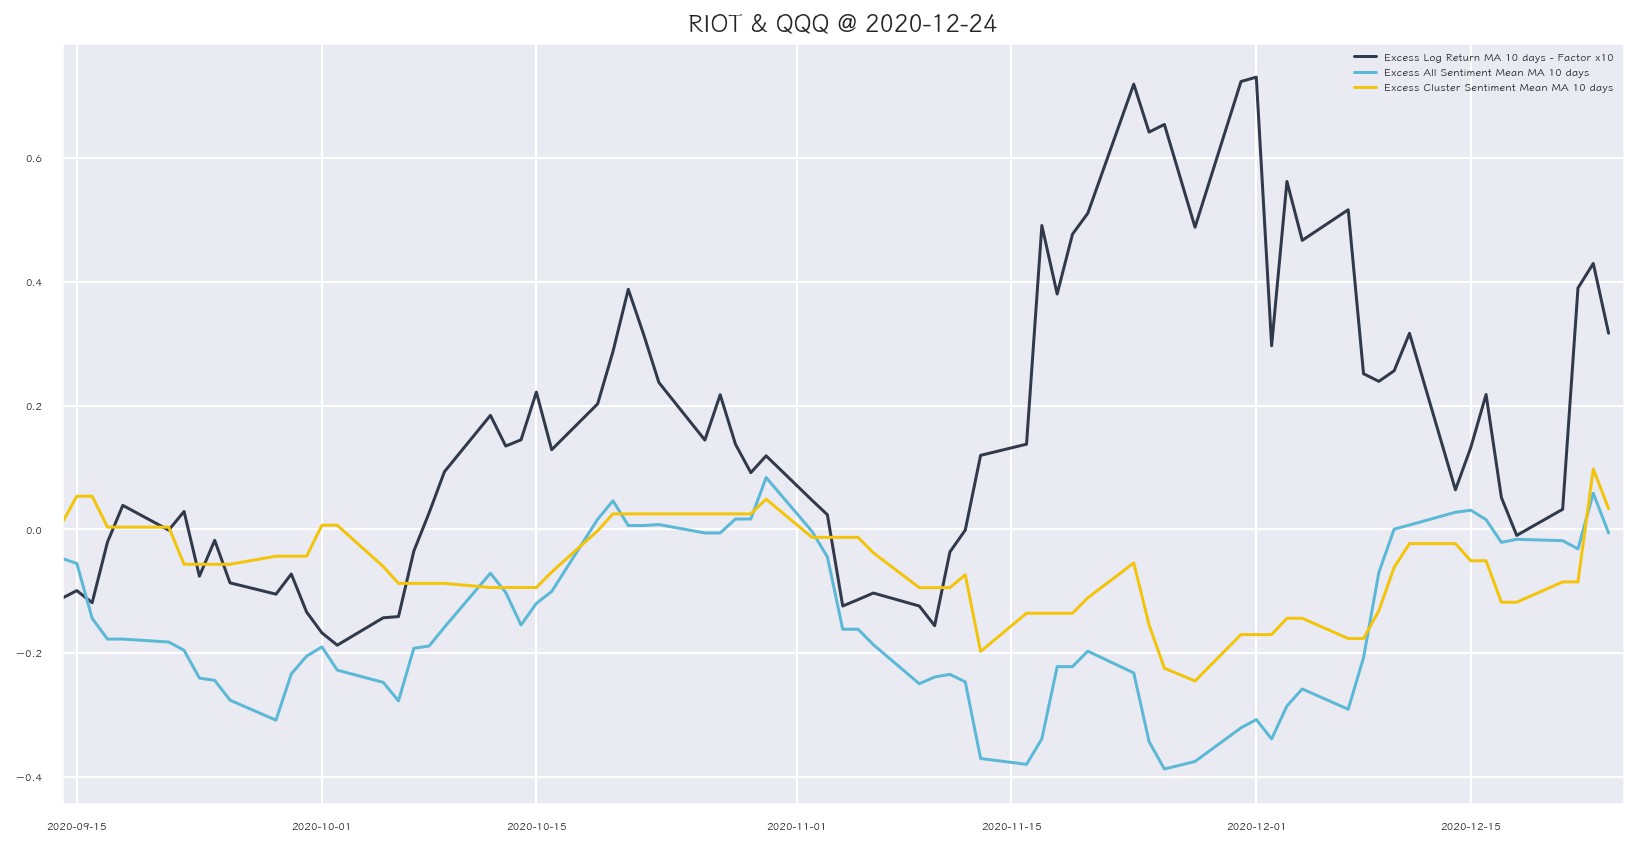 RIOT & QQQ @ 2020-12-24
Excess Log Return MA 10 days - Factor x10
Excess All Sentiment Mean MA 10 days
Excess Cluster Sentiment Mean MA 10 days
0.6
0.4
0.2
0.0
−0.2
−0.4
2020-09-15 2020-10-01 2020-10-15 2020-11-01 2020-11-15 2020-12-01 2020-12-15